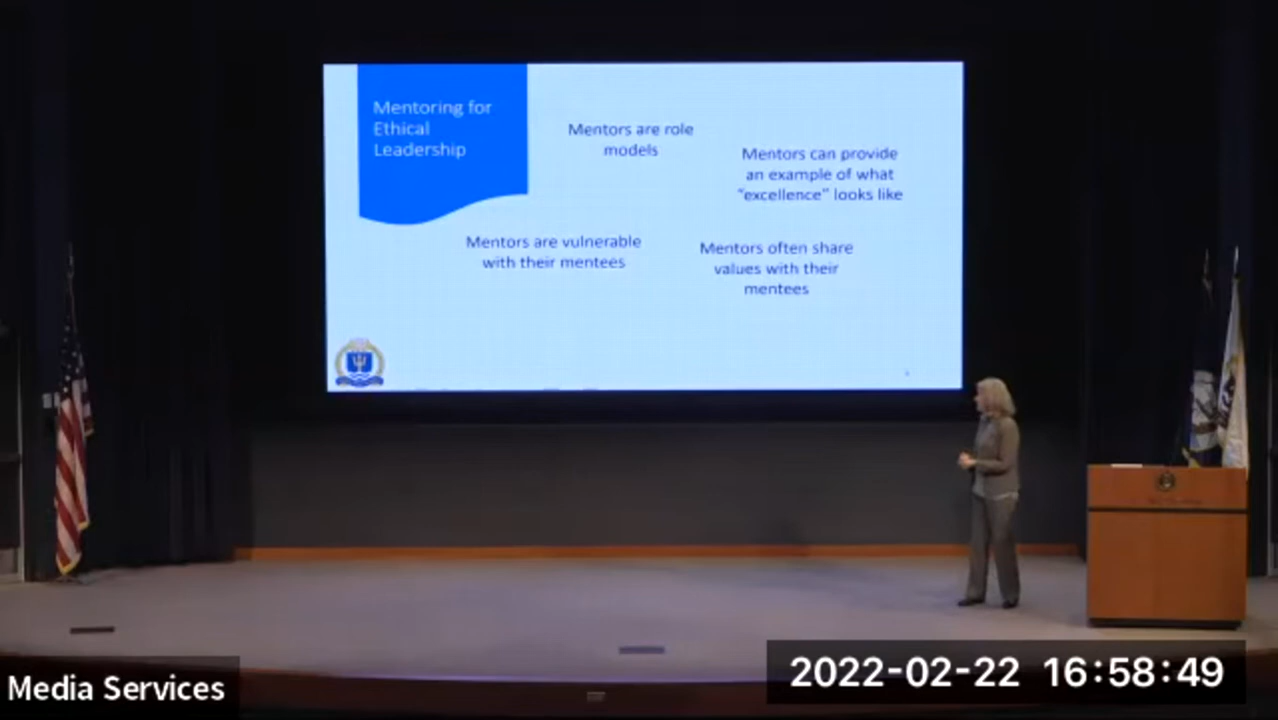 Mentoring for
Ethical
Leadership
Mentors are role
models
Mentors can provide
an example of what
“excellence” looks like
Mentors are vulnerable
with their mentees
Mentors often share
values with their
mentees
Media Services
2022-02-22 16:58:49